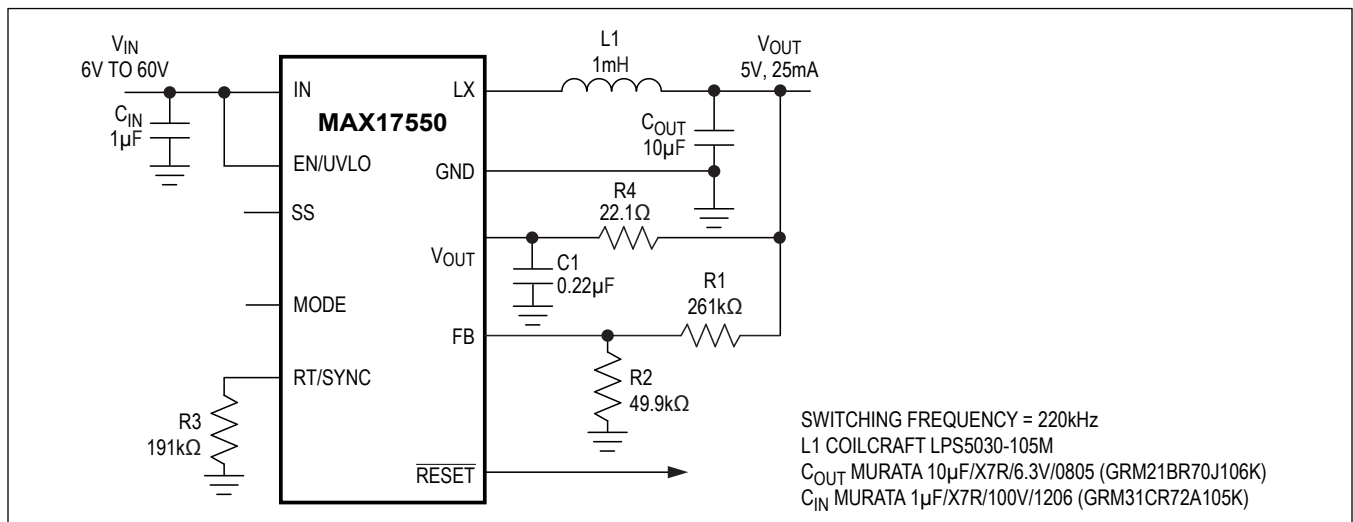 VIN
6V TO 60V
CIN
1µF
IN
EN/UVLO
SS
MODE
RT/SYNC
R3
191kΩ
MAX17550
LX
GND
VOUT
FB
RESET
L1
1mH
VOUT
5V, 25mA
COUT
10µF
R4
22.1Ω
C1
0.22µF
R1
261kΩ
R2
49.9kΩ
SWITCHING FREQUENCY = 220kHz
L1 COILCRAFT LPS5030-105M
COUT MURATA 10µF/X7R/6.3V/0805 (GRM21BR70J106K)
CIN MURATA 1µF/X7R/100V/1206 (GRM31CR72A105K)